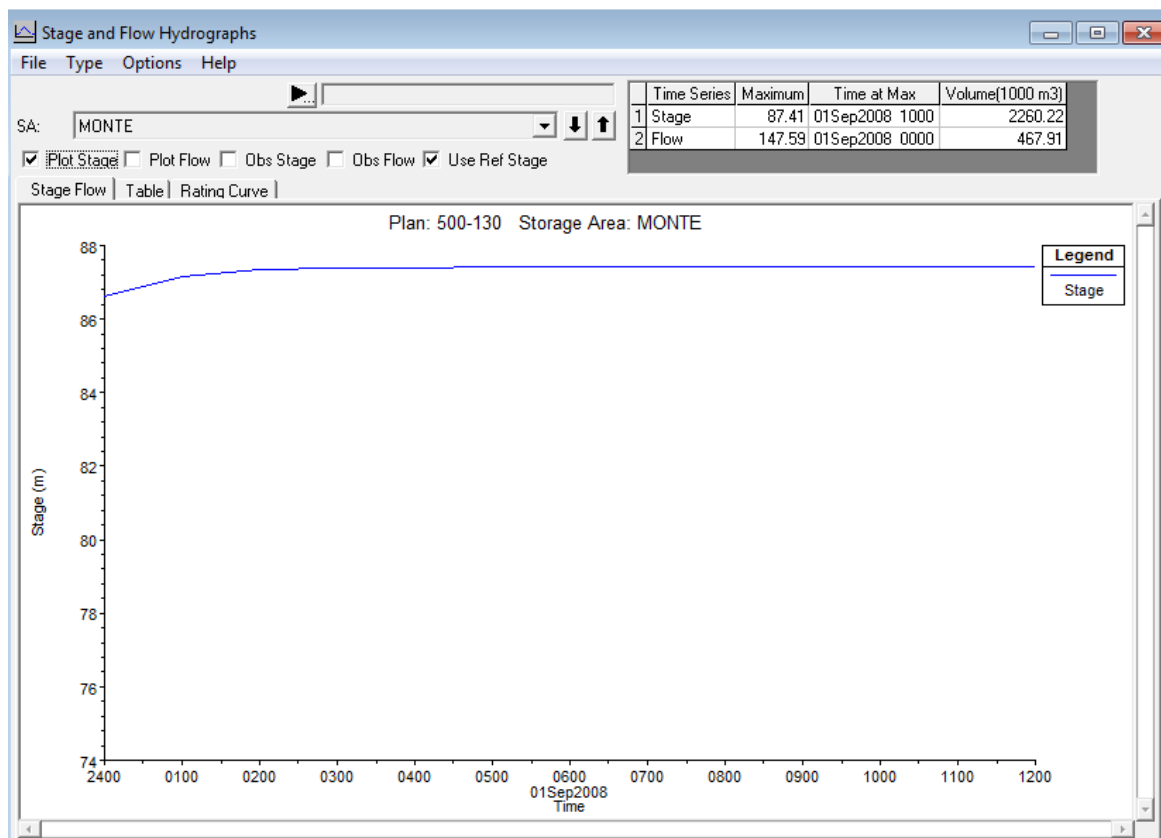 Stage and Flow Hydrographs
File Type Options Help
Time Series Maximum Time at Max Volume(1000 m3)
1 Stage 87.41 01Sep2008 1000 2260.22
2 Flow 147.59 01Sep2008 0000 467.91
SA: MONTE
Plot Stage Plot Flow Obs Stage Obs Flow Use Ref Stage
Stage Flow Table Rating Curve
Plan: 500-130 Storage Area: MONTE
Legend
Stage
Stage (m)
88
86
84
82
80
78
76
74
2400 0100 0200 0300 0400 0500 0600 0700 0800 0900 1000 1100 1200
01Sep2008
Time